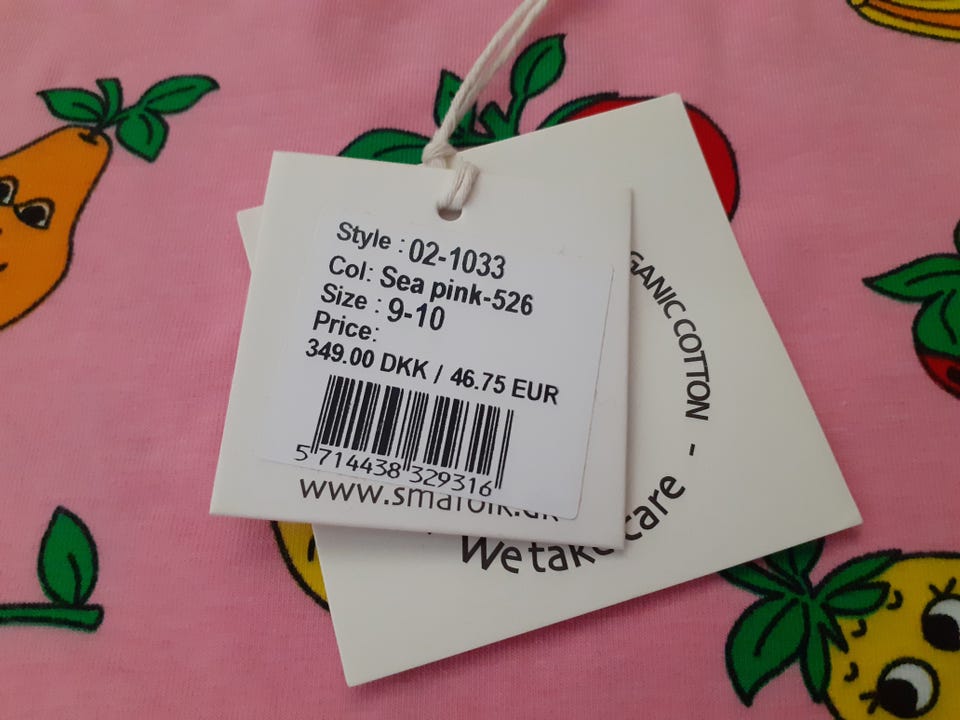 Style : 02-1033
Col: Sea pink-526
Size : 9-10
Price:
349.00 DKK / 46.75 EUR
5 714438 329316
www.smafolk.dk
GANIC COTTON -
We take care